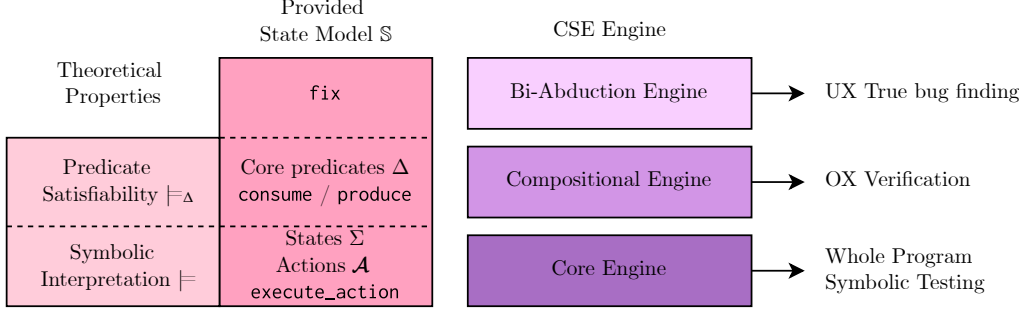 Provided
State Model 𝕊
CSE Engine
Theoretical
Properties
fix
Bi-Abduction Engine
UX True bug finding
Predicate
Satisfiability ⊨Δ
Core predicates Δ
consume / produce
Compositional Engine
OX Verification
Symbolic
Interpretation ⊨
States Σ
Actions 𝓐
execute_action
Core Engine
Whole Program
Symbolic Testing